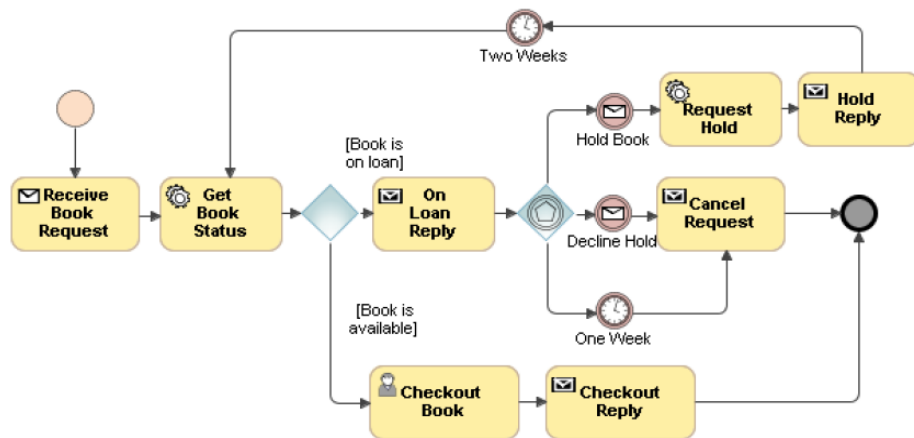 Two Weeks
Receive
Book
Request
Get
Book
Status
[Book is
on loan]
On
Loan
Reply
Hold Book
Request
Hold
Hold
Reply
Decline Hold
Cancel
Request
One Week
[Book is
available]
Checkout
Book
Checkout
Reply